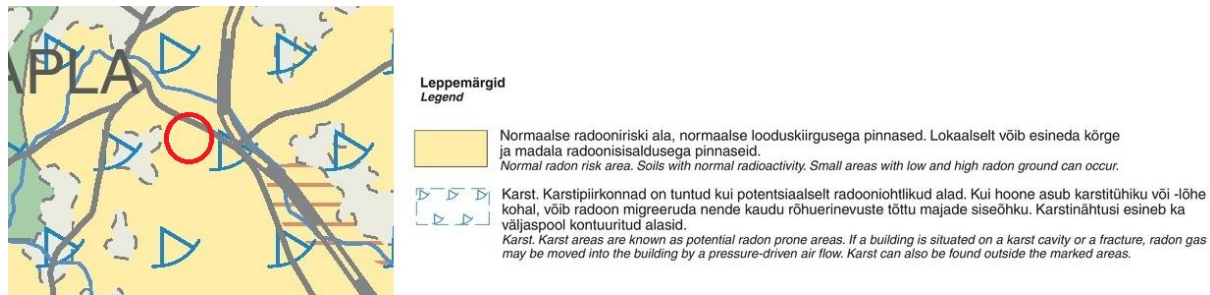 APLA
Leppemärgid
Legend
Normaalse radooniriski ala, normaalse looduskiirgusega pinnased. Lokaalselt võib esineda kõrge
ja madala radoonisisaldusega pinnaseid.
Normal radon risk area. Soils with normal radioactivity. Small areas with low and high radon ground can occur.
Karst. Karstipiirkonnad on tuntud kui potentsiaalselt radooniohtlikud alad. Kui hoone asub karstitühiku või -lõhe
kohal, võib radoon migreeruda nende kaudu rõhuerinevuste tõttu majade siseõhku. Karstinähtusi esineb ka
väljaspool kontuuritud alasid.
Karst. Karst areas are known as potential radon prone areas. If a building is situated on a karst cavity or a fracture, radon gas
may be moved into the building by a pressure-driven air flow. Karst can also be found outside the marked areas.